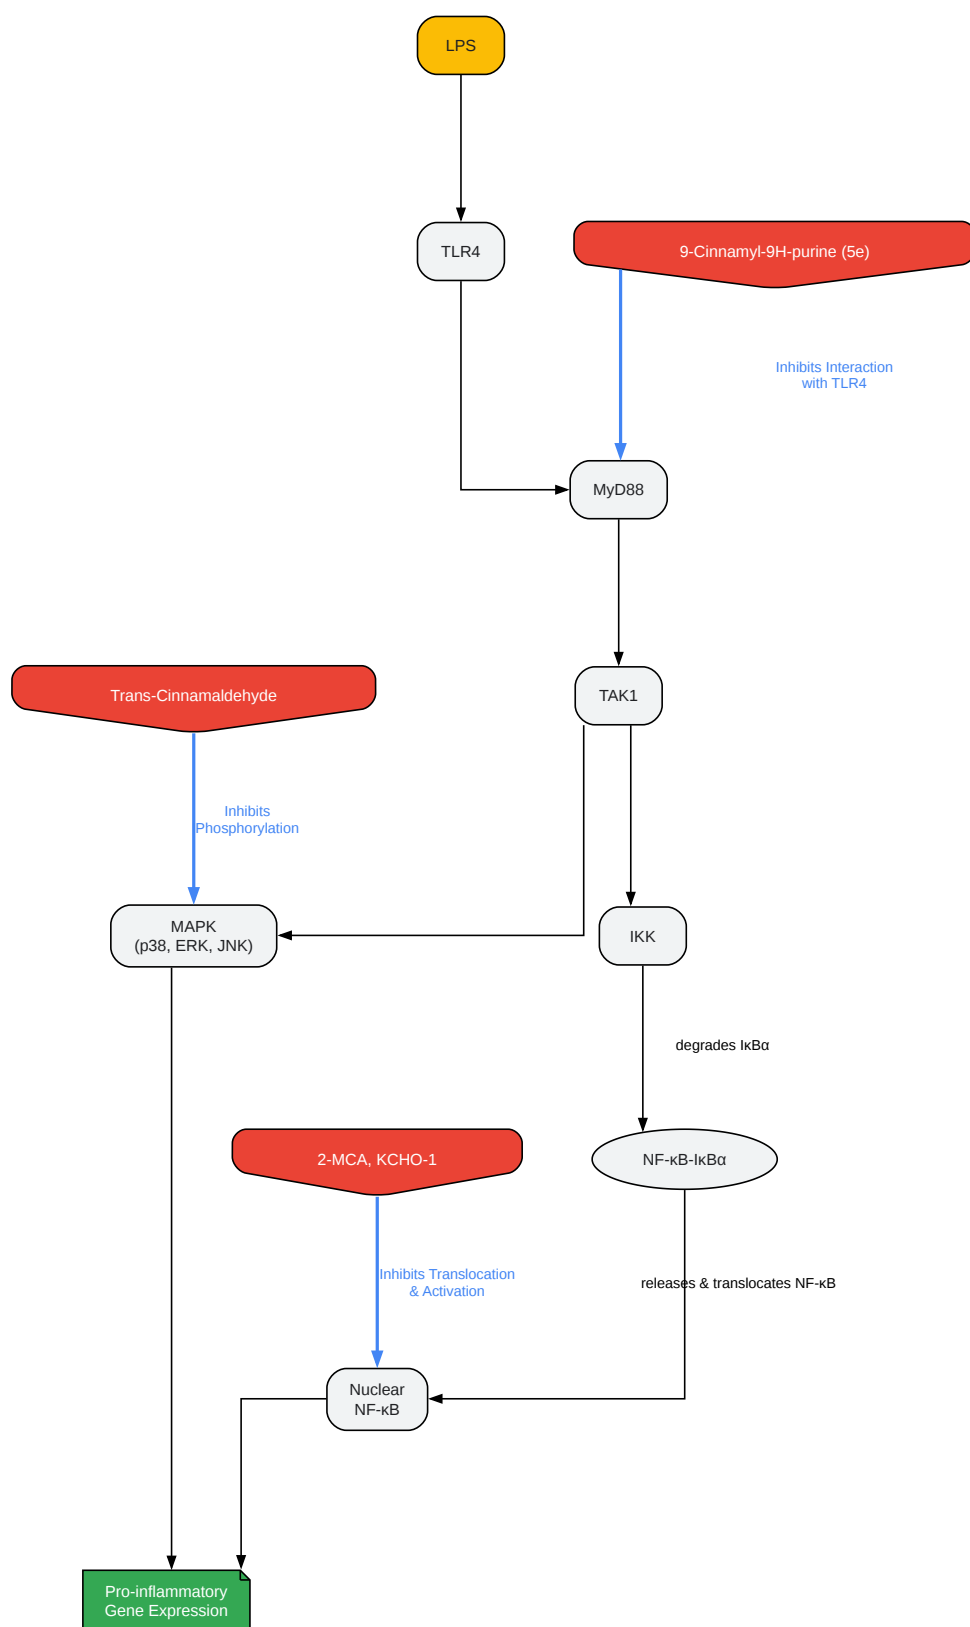 LPS
TLR4
9-Cinnamyl-9H-purine (5e)
Inhibits Interaction
with TLR4
MyD88
Trans-Cinnamaldehyde
TAK1
Inhibits
Phosphorylation
MAPK
(p38, ERK, JNK)
IKK
degrades IκBα
2-MCA, KCHO-1
NF-κB-IκBα
Inhibits Translocation
& Activation
releases & translocates NF-κB
Nuclear
NF-κB
Pro-inflammatory
Gene Expression